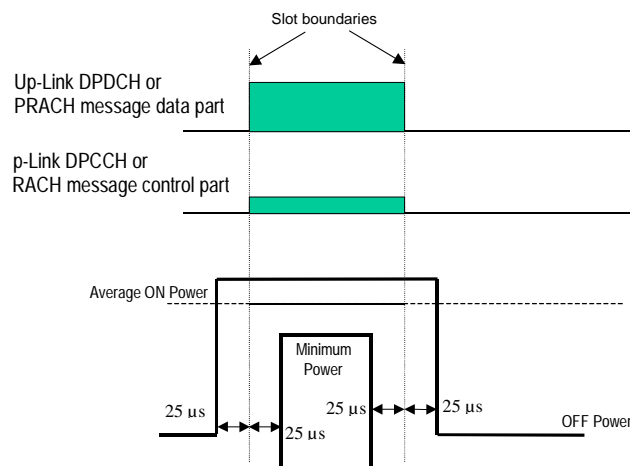 Slot boundaries
Up-Link DPDCH or
PRACH message data part
p-Link DPCCH or
RACH message control part
Average ON Power
Minimum
Power
25 µs
25 µs
25 µs
25 µs
OFF Power